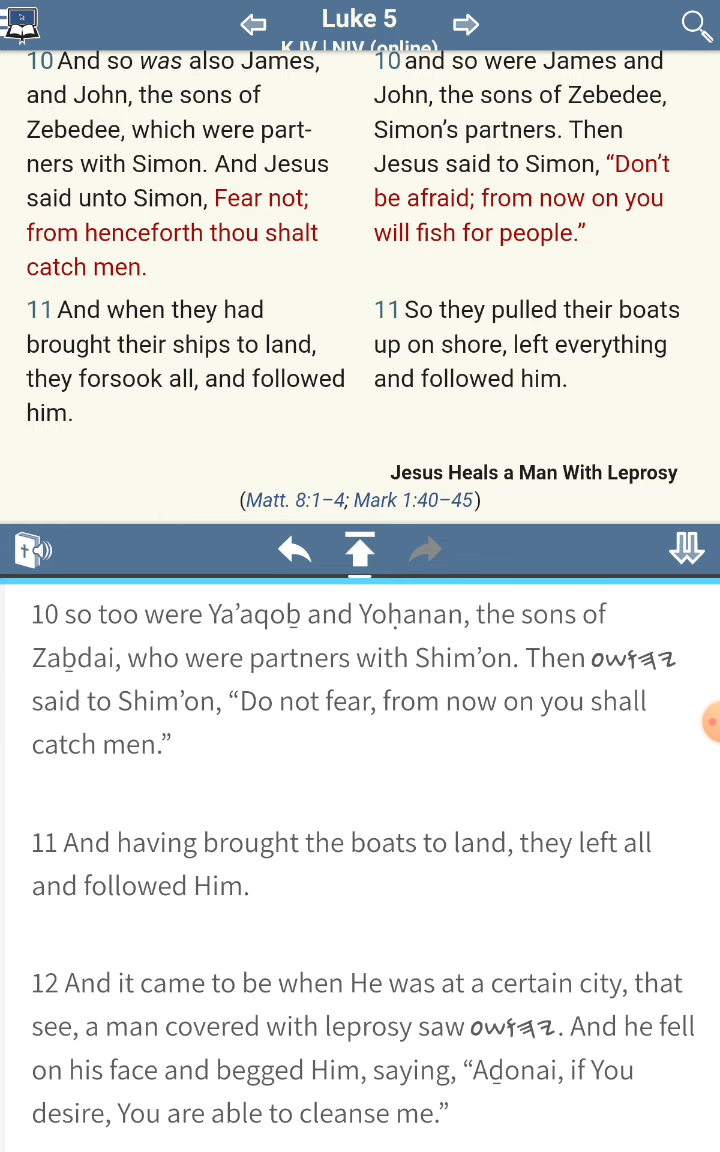 Luke 5
KJV | NIV (online)
10 And so was also James,
and John, the sons of
Zebedee, which were part-
ners with Simon. And Jesus
said unto Simon, Fear not;
from henceforth thou shalt
catch men.
11 And when they had
brought their ships to land,
they forsook all, and followed
him.
10 and so were James and
John, the sons of Zebedee,
Simon’s partners. Then
Jesus said to Simon, “Don’t
be afraid; from now on you
will fish for people.”
11 So they pulled their boats
up on shore, left everything
and followed him.
Jesus Heals a Man With Leprosy
(Matt. 8:1–4; Mark 1:40–45)
10 so too were Ya’aqoḇ and Yoḥanan, the sons of
Zaḇdai, who were partners with Shim’on. Then 𐤉𐤄𐤅𐤔𐤏
said to Shim’on, “Do not fear, from now on you shall
catch men.”
11 And having brought the boats to land, they left all
and followed Him.
12 And it came to be when He was at a certain city, that
see, a man covered with leprosy saw 𐤉𐤄𐤅𐤔𐤏. And he fell
on his face and begged Him, saying, “Aḏonai, if You
desire, You are able to cleanse me.”